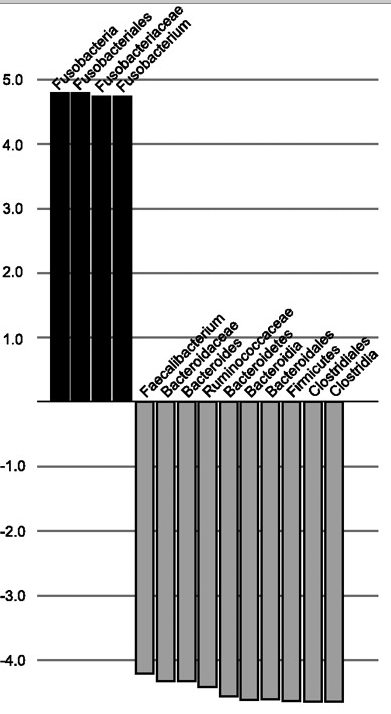 Fusobacteria
Fusobacteriales
Fusobacteriaceae
Fusobacterium
5.0
4.0
3.0
2.0
1.0
Faecalibacterium
Bacteroidaceae
Bacteroides
Ruminococcaceae
Bacteroidetes
Bacteroidia
Bacteroidales
Firmicutes
Clostridiales
Clostridia
-1.0
-2.0
-3.0
-4.0